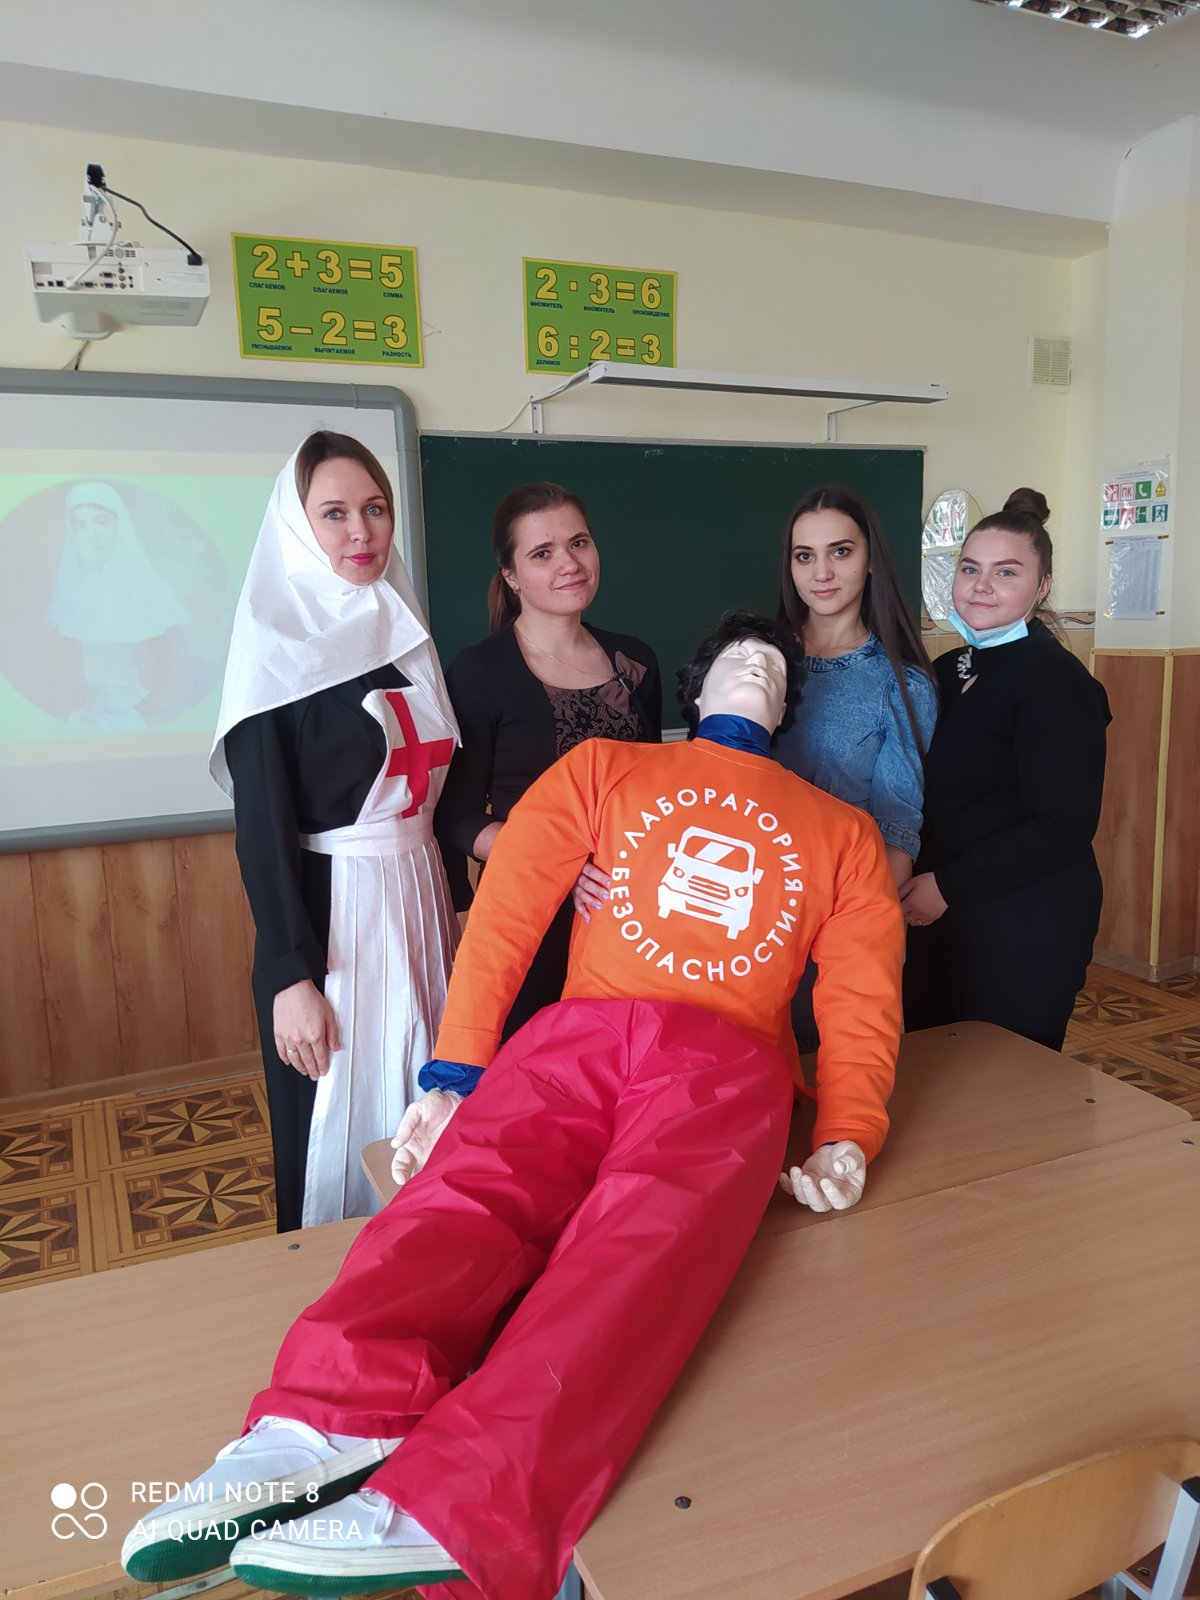 2+3=5
СЛАГАЕМОЕ СЛАГАЕМОЕ СУММА
5-2=3
УМЕНЬШАЕМОЕ ВЫЧИТАЕМОЕ РАЗНОСТЬ
2·3=6
МНОЖИТЕЛЬ МНОЖИТЕЛЬ ПРОИЗВЕДЕНИЕ
6:2=3
ДЕЛИМОЕ
ПК
• ЛАБОРАТОРИЯ •
БЕЗОПАСНОСТИ
REDMI NOTE 8
AI QUAD CAMERA